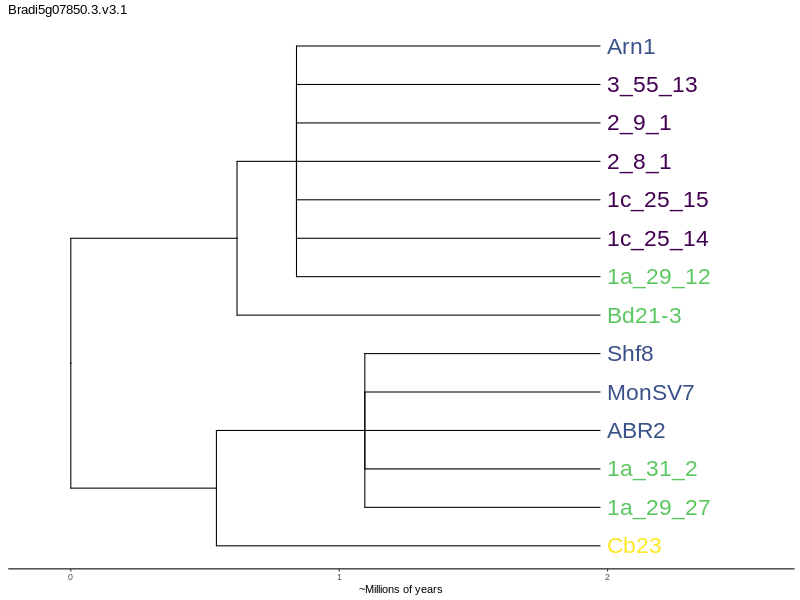 Bradi5g07850.3.v3.1
Arn1
3_55_13
2_9_1
2_8_1
1c_25_15
1c_25_14
1a_29_12
Bd21-3
Shf8
MonSV7
ABR2
1a_31_2
1a_29_27
Cb23
0 1 2
~Millions of years